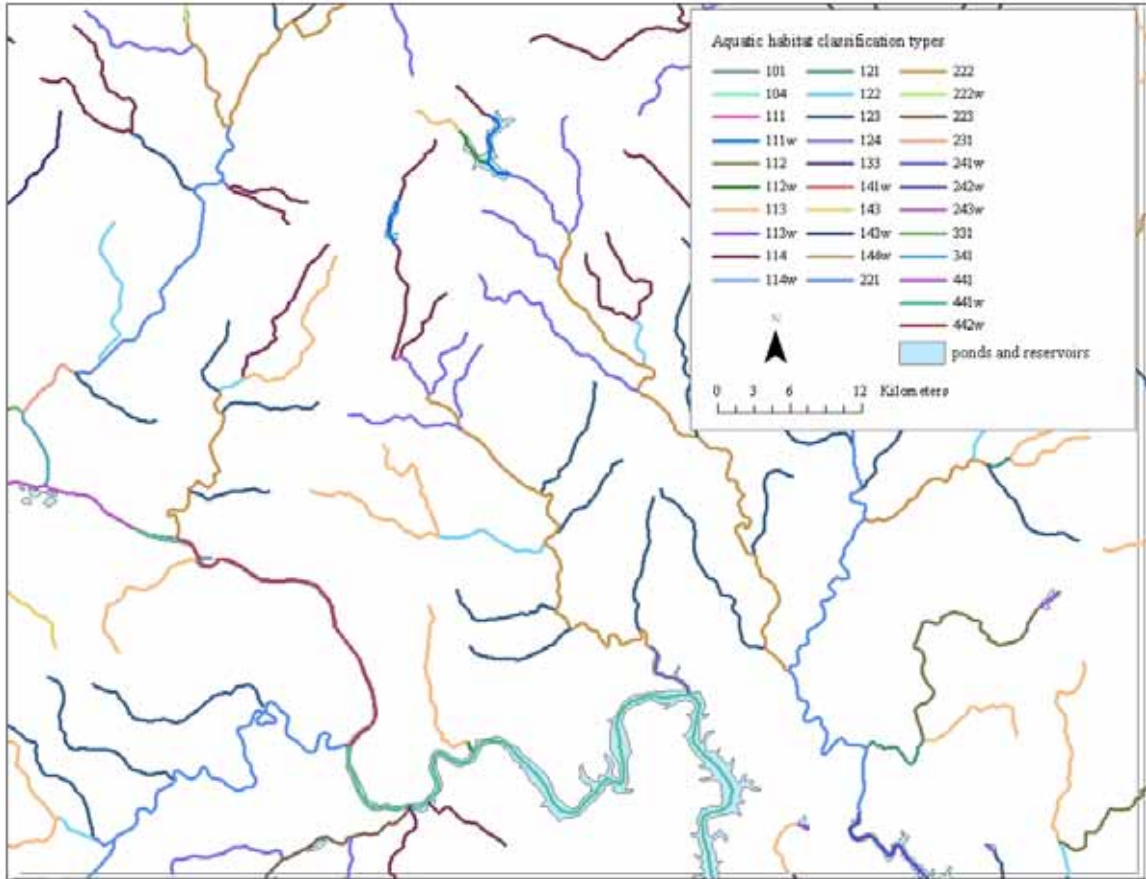 Aquatic habitat classification types
101 121 222
104 122 222w
111 123 223
111w 124 231
112 133 241w
112w 141w 242w
113 143 243w
113w 143w 331
114 144w 341
114w 221 441
441w
442w
ponds and reservoirs
N
0 3 6 12 Kilometers